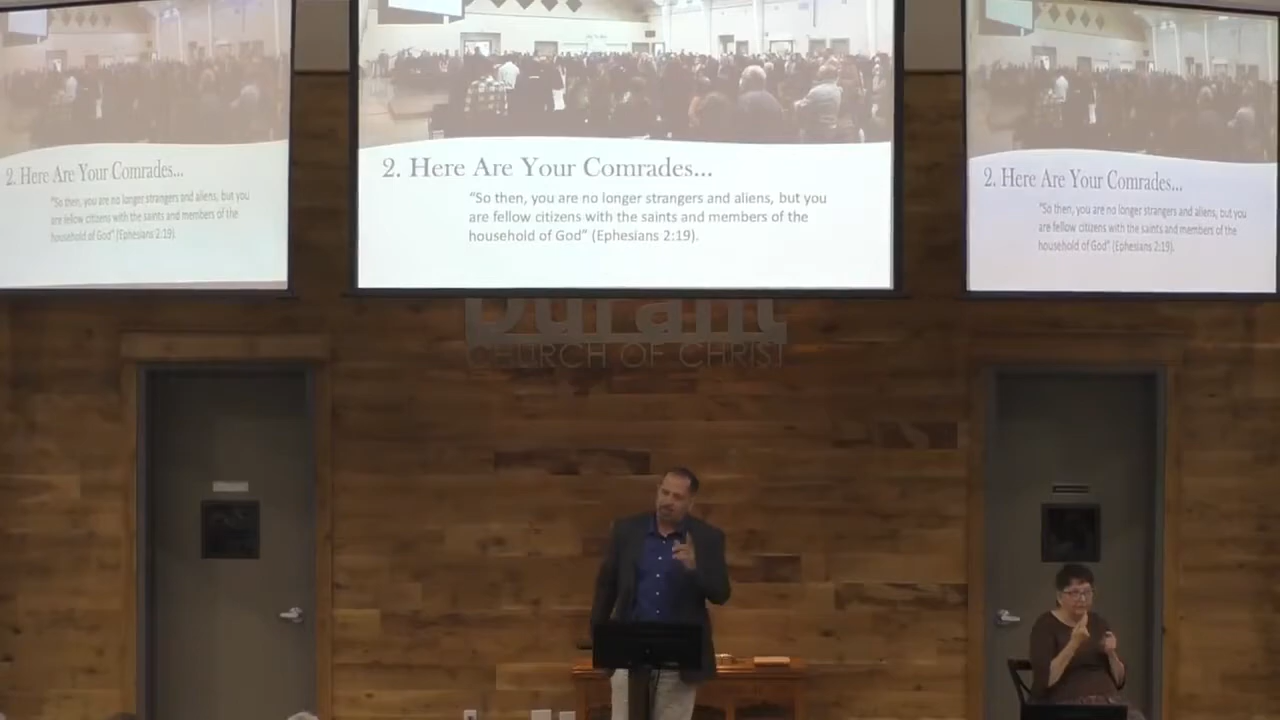 2. Here Are Your Comrades...
"So then, you are no longer strangers and aliens, but you
are fellow citizens with the saints and members of the
household of God" (Ephesians 2:19).
2. Here Are Your Comrades...
"So then, you are no longer strangers and aliens, but you
are fellow citizens with the saints and members of the
household of God" (Ephesians 2:19).
2. Here Are Your Comrades...
"So then, you are no longer strangers and aliens, but you
are fellow citizens with the saints and members of the
household of God" (Ephesians 2:19).
Durant
CHURCH OF CHRIST